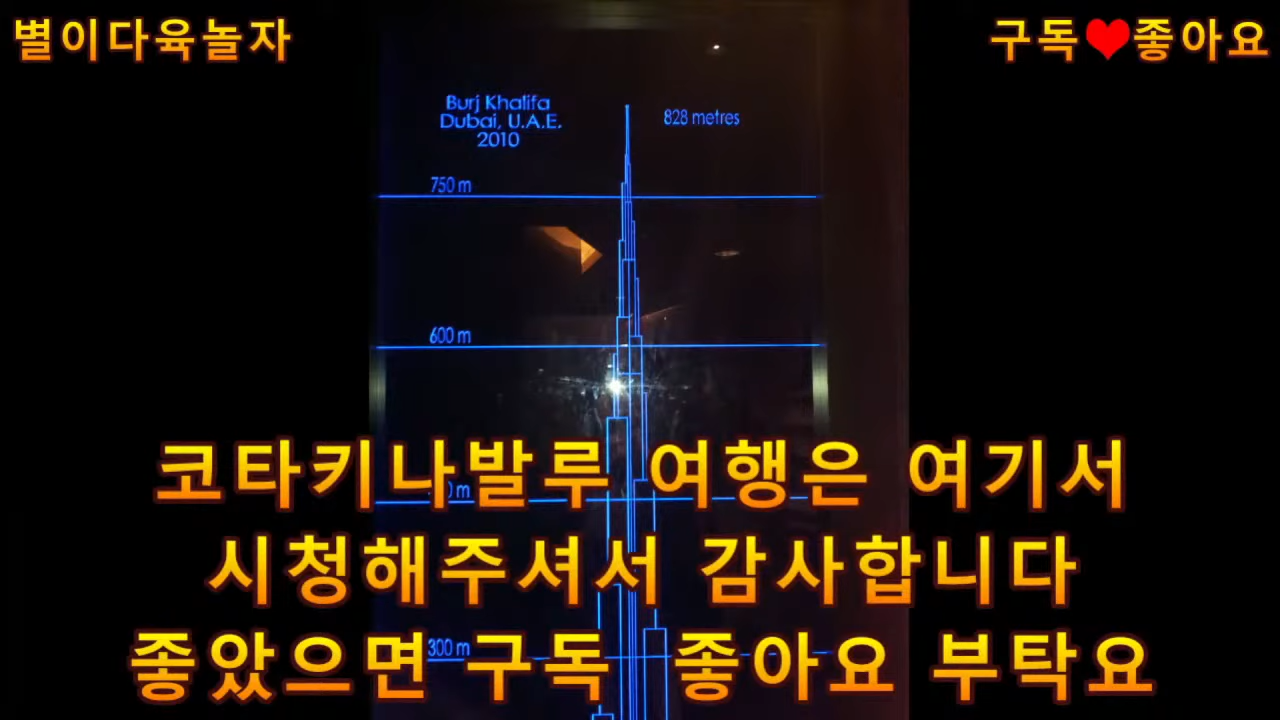 별이다육놀자
구독❤좋아요
Burj Khalifa
Dubai, U.A.E.
2010
828 metres
750 m
600 m
코타키나발루 여행은 여기서
시청해주셔서 감사합니다
300 m
좋았으면 구독 좋아요 부탁요